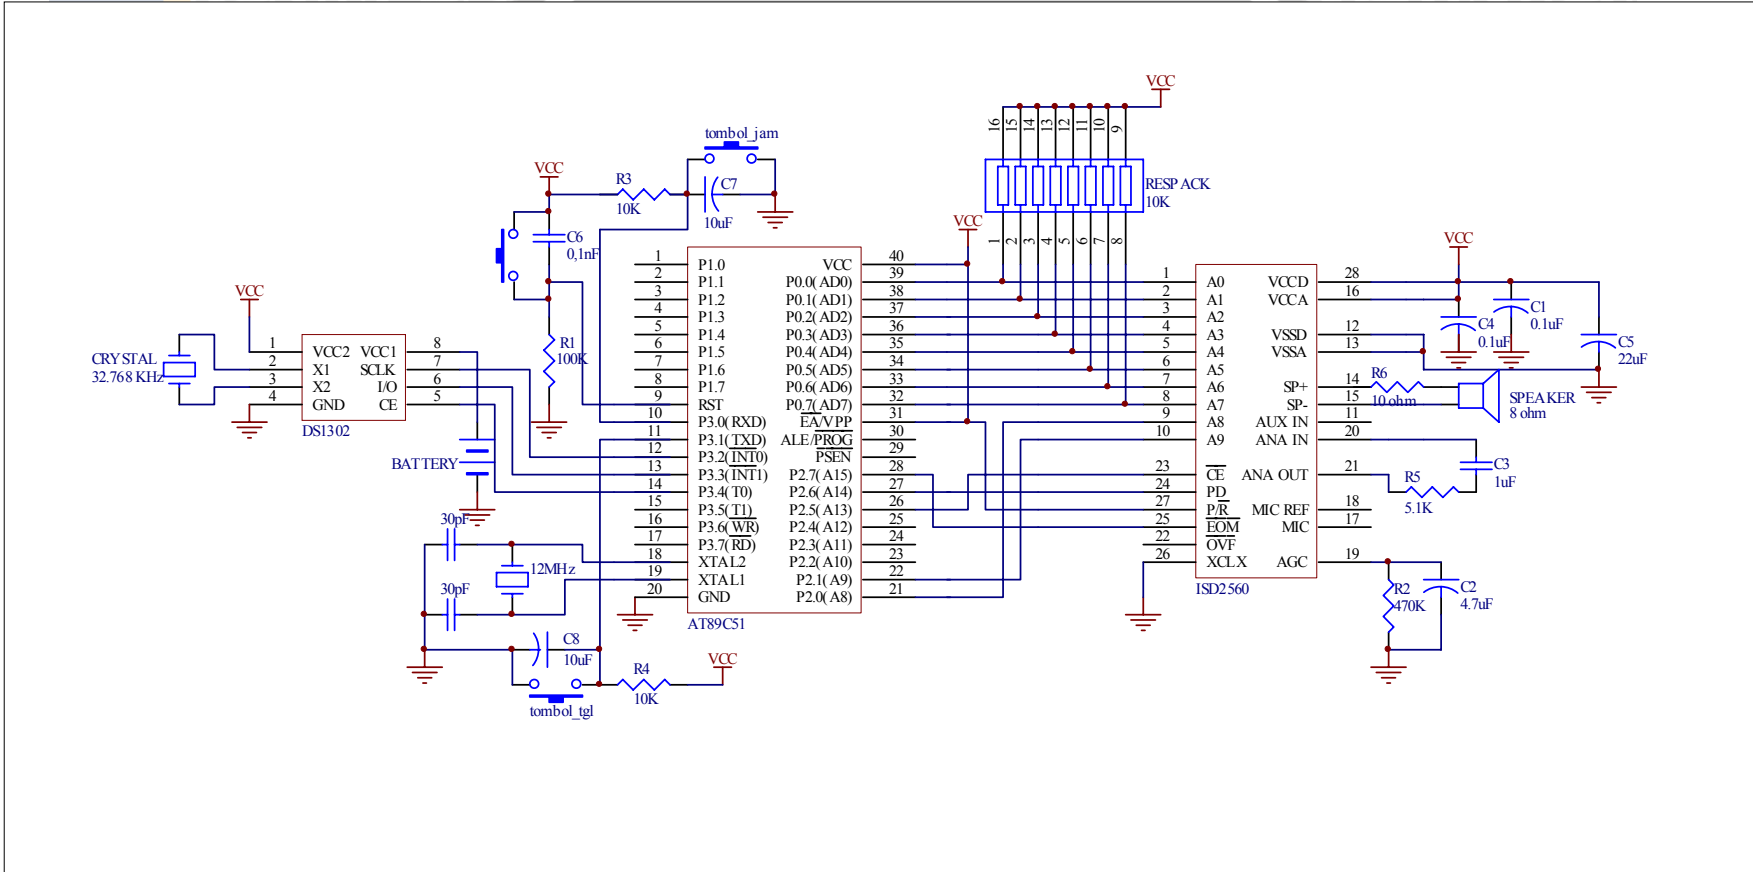 VCC
tombol_jam
16
15
14
13
12
11
10
9
VCC
R3
10K
C7
10uF
RESPACK
10K
VCC
1
2
3
4
5
6
7
8
C6
0,1nF
VCC
R1
100K
VCC
CRYSTAL
32.768 KHz
1 VCC2 VCC1 8
2 X1 SCLK 7
3 X2 I/O 6
4 GND CE 5
DS1302
BATTERY
1 P1.0 VCC 40
2 P1.1 P0.0(AD0) 39
3 P1.2 P0.1(AD1) 38
4 P1.3 P0.2(AD2) 37
5 P1.4 P0.3(AD3) 36
6 P1.5 P0.4(AD4) 35
7 P1.6 P0.5(AD5) 34
8 P1.7 P0.6(AD6) 33
9 RST P0.7(AD7) 32
10 P3.0(RXD) EA/VPP 31
11 P3.1(TXD) ALE/PROG 30
12 P3.2(INT0) PSEN 29
13 P3.3(INT1) P2.7(A15) 28
14 P3.4(T0) P2.6(A14) 27
15 P3.5(T1) P2.5(A13) 26
16 P3.6(WR) P2.4(A12) 25
17 P3.7(RD) P2.3(A11) 24
18 XTAL2 P2.2(A10) 23
19 XTAL1 P2.1(A9) 22
20 GND P2.0(A8) 21
AT89C51
30pF
12MHz
30pF
C8
10uF
tombol_tgl
R4
10K
VCC
1 A0 VCCD 28
2 A1 VCCA 16
3 A2
4 A3 VSSD 12
5 A4 VSSA 13
6 A5
7 A6 SP+ 14
8 A7 SP- 15
9 A8 AUX IN 11
10 A9 ANA IN 20
23 CE ANA OUT 21
24 PD
27 P/R MIC REF 18
25 EOM MIC 17
22 OVF
26 XCLX AGC 19
ISD2560
C4
0.1uF
C1
0.1uF
C5
22uF
R6
10 ohm
SPEAKER
8 ohm
C3
1uF
R5
5.1K
R2
470K
C2
4.7uF